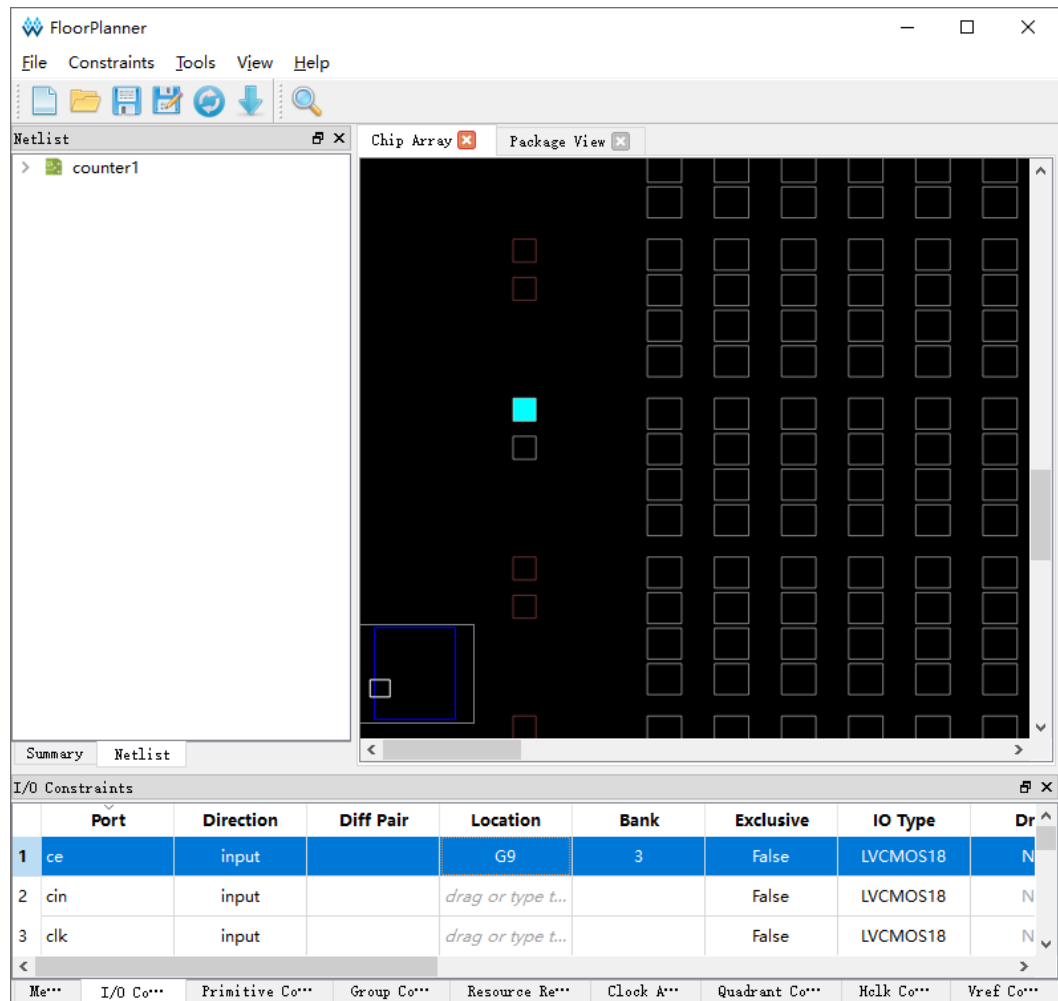 FloorPlanner
File Constraints Tools View Help
Netlist
Chip Array Package View
counter1
Summary Netlist
I/O Constraints
Port Direction Diff Pair Location Bank Exclusive IO Type Dr
1 ce input G9 3 False LVCMOS18 N
2 cin input drag or type t... False LVCMOS18 N
3 clk input drag or type t... False LVCMOS18 N
Me… I/O Co… Primitive Co… Group Co… Resource Re… Clock A… Quadrant Co… Hclk Co… Vref Co…